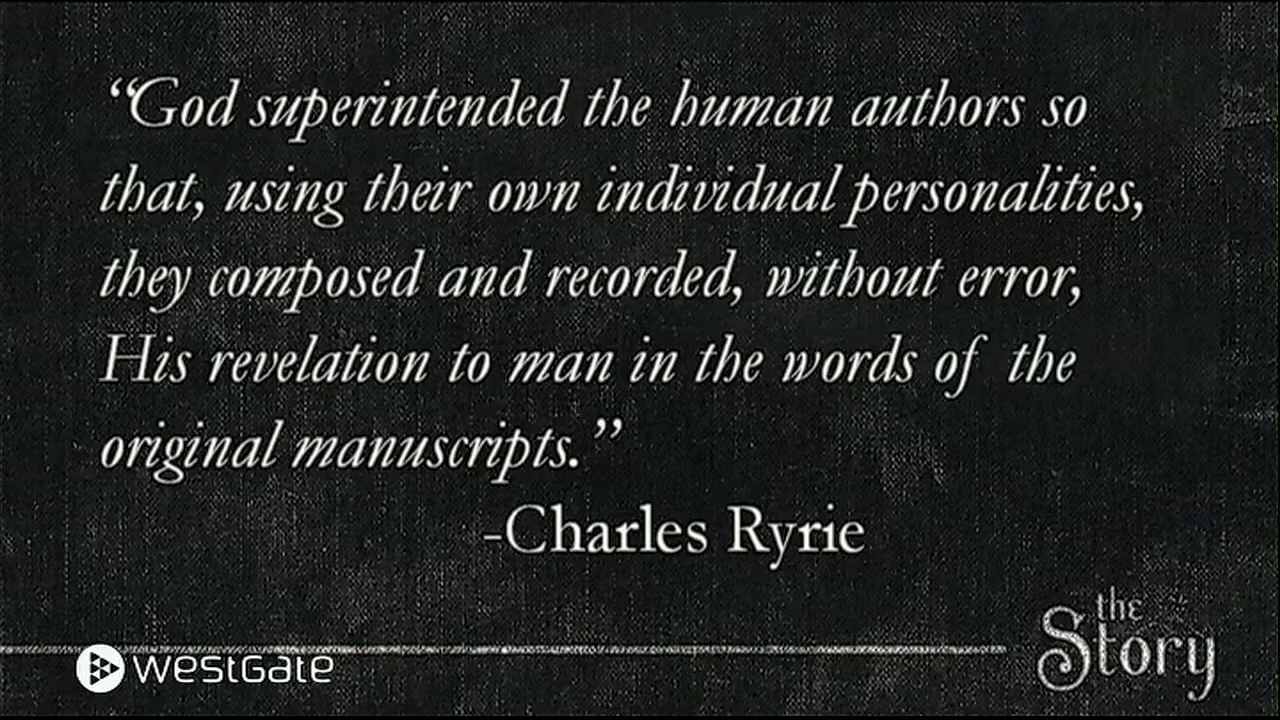 “God superintended the human authors so
that, using their own individual personalities,
they composed and recorded, without error,
His revelation to man in the words of the
original manuscripts.”
-Charles Ryrie
the
Story
westGate